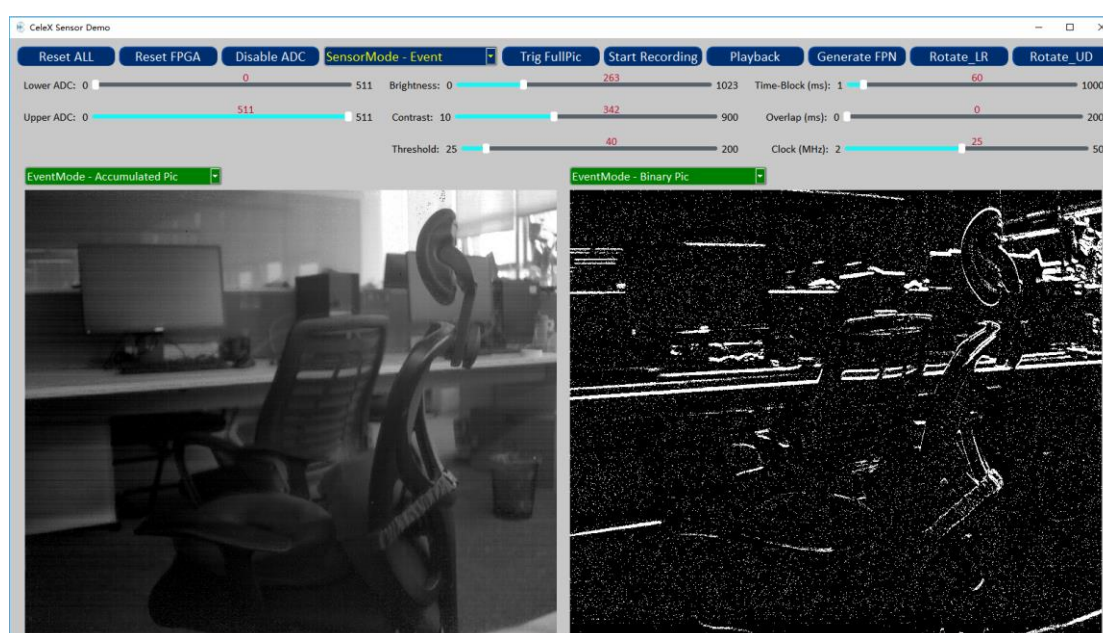 CeleX Sensor Demo
Reset ALL Reset FPGA Disable ADC SensorMode - Event Trig FullPic Start Recording Playback Generate FPN Rotate_LR Rotate_UD
Lower ADC: 0 0 511 Brightness: 0 263 1023 Time-Block (ms): 1 60 1000
Upper ADC: 0 511 511 Contrast: 10 342 900 Overlap (ms): 0 0 200
Threshold: 25 40 200 Clock (MHz): 2 25 50
EventMode - Accumulated Pic EventMode - Binary Pic